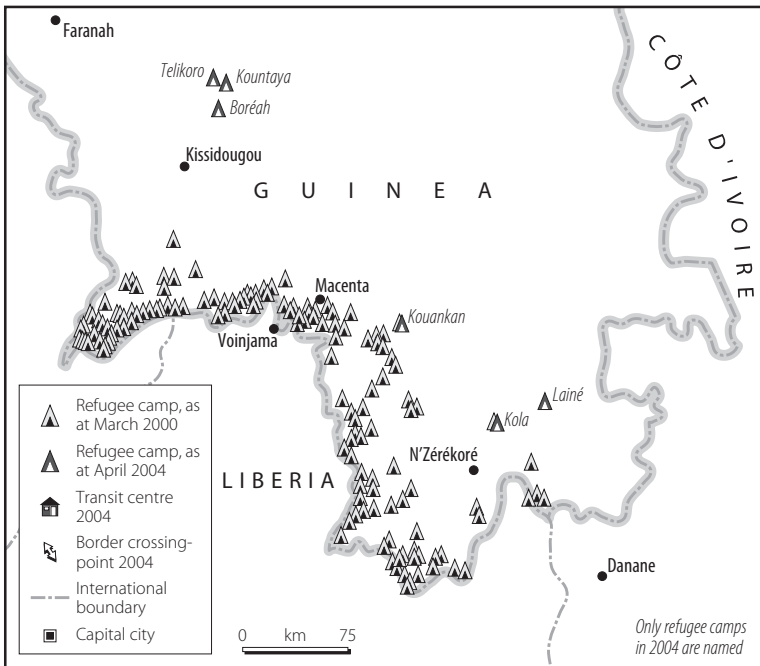 Faranah
Telikoro
Kountaya
Boréah
Kissidougou
GUINEA
CÔTE D'IVOIRE
Macenta
Voinjama
Kouankan
Lainé
Kola
N'Zérékoré
LIBERIA
Danane
Refugee camp, as
at March 2000
Refugee camp, as
at April 2004
Transit centre
2004
Border crossing-
point 2004
International
boundary
Capital city
0 km 75
Only refugee camps
in 2004 are named